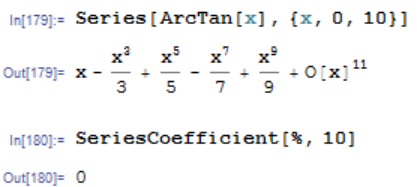 In[179]:= Series[ArcTan[x], {x, 0, 10}]
Out[179]= x - x^3/3 + x^5/5 - x^7/7 + x^9/9 + O[x]^11
In[180]:= SeriesCoefficient[%, 10]
Out[180]= 0